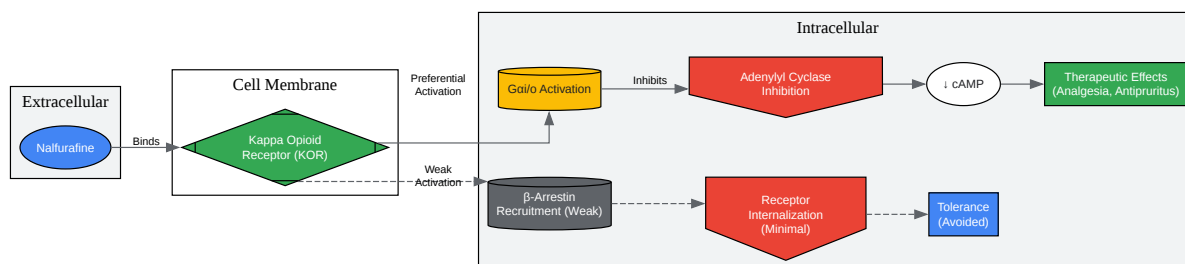 Extracellular
Nalfurafine
Binds
Cell Membrane
Kappa Opioid
Receptor (KOR)
Preferential
Activation
Weak
Activation
Intracellular
Gαi/o Activation
Inhibits
Adenylyl Cyclase
Inhibition
↓ cAMP
Therapeutic Effects
(Analgesia, Antipruritus)
β-Arrestin
Recruitment (Weak)
Receptor
Internalization
(Minimal)
Tolerance
(Avoided)